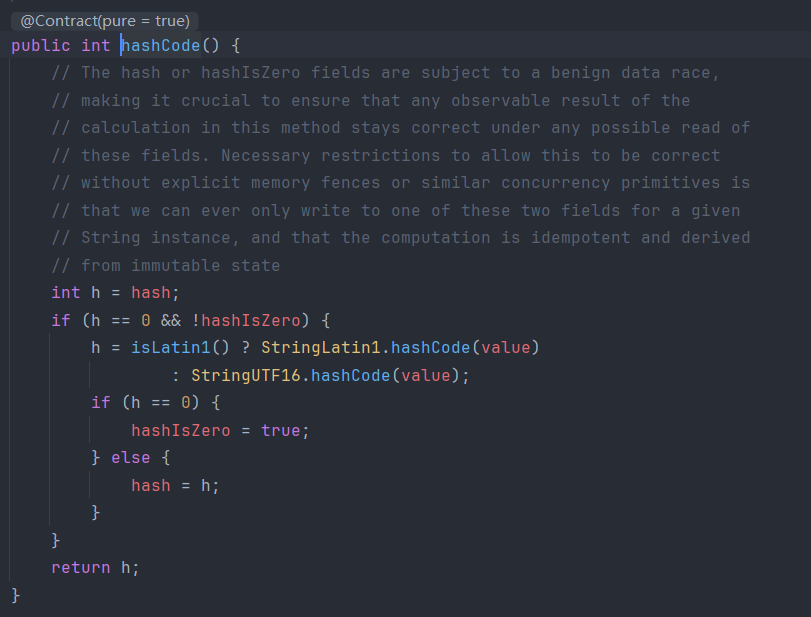 @Contract(pure = true)
public int hashCode() {
// The hash or hashIsZero fields are subject to a benign data race,
// making it crucial to ensure that any observable result of the
// calculation in this method stays correct under any possible read of
// these fields. Necessary restrictions to allow this to be correct
// without explicit memory fences or similar concurrency primitives is
// that we can ever only write to one of these two fields for a given
// String instance, and that the computation is idempotent and derived
// from immutable state
int h = hash;
if (h == 0 && !hashIsZero) {
h = isLatin1() ? StringLatin1.hashCode(value)
: StringUTF16.hashCode(value);
if (h == 0) {
hashIsZero = true;
} else {
hash = h;
}
}
return h;
}